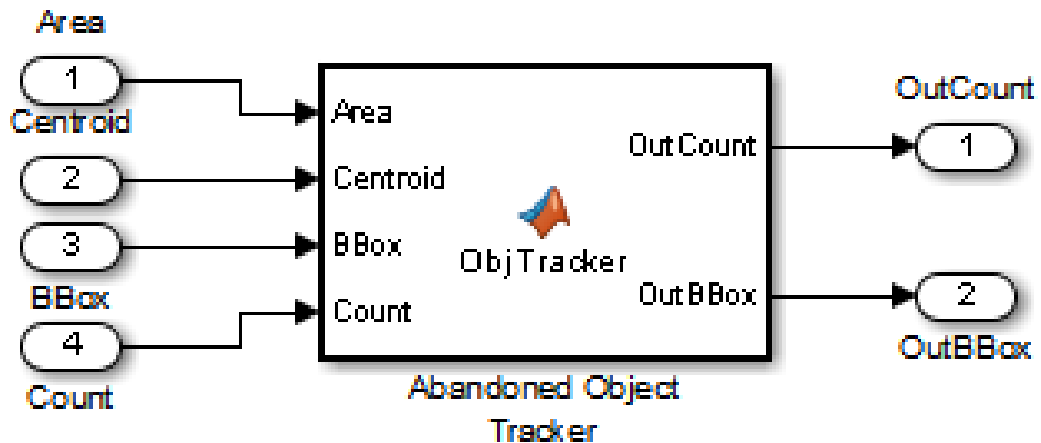 Area
1
Centroid
2
3
BBox
4
Count
Area
Centroid
BBox
Count
ObjTracker
OutCount
OutBBox
Abandoned Object
Tracker
OutCount
1
2
OutBBox